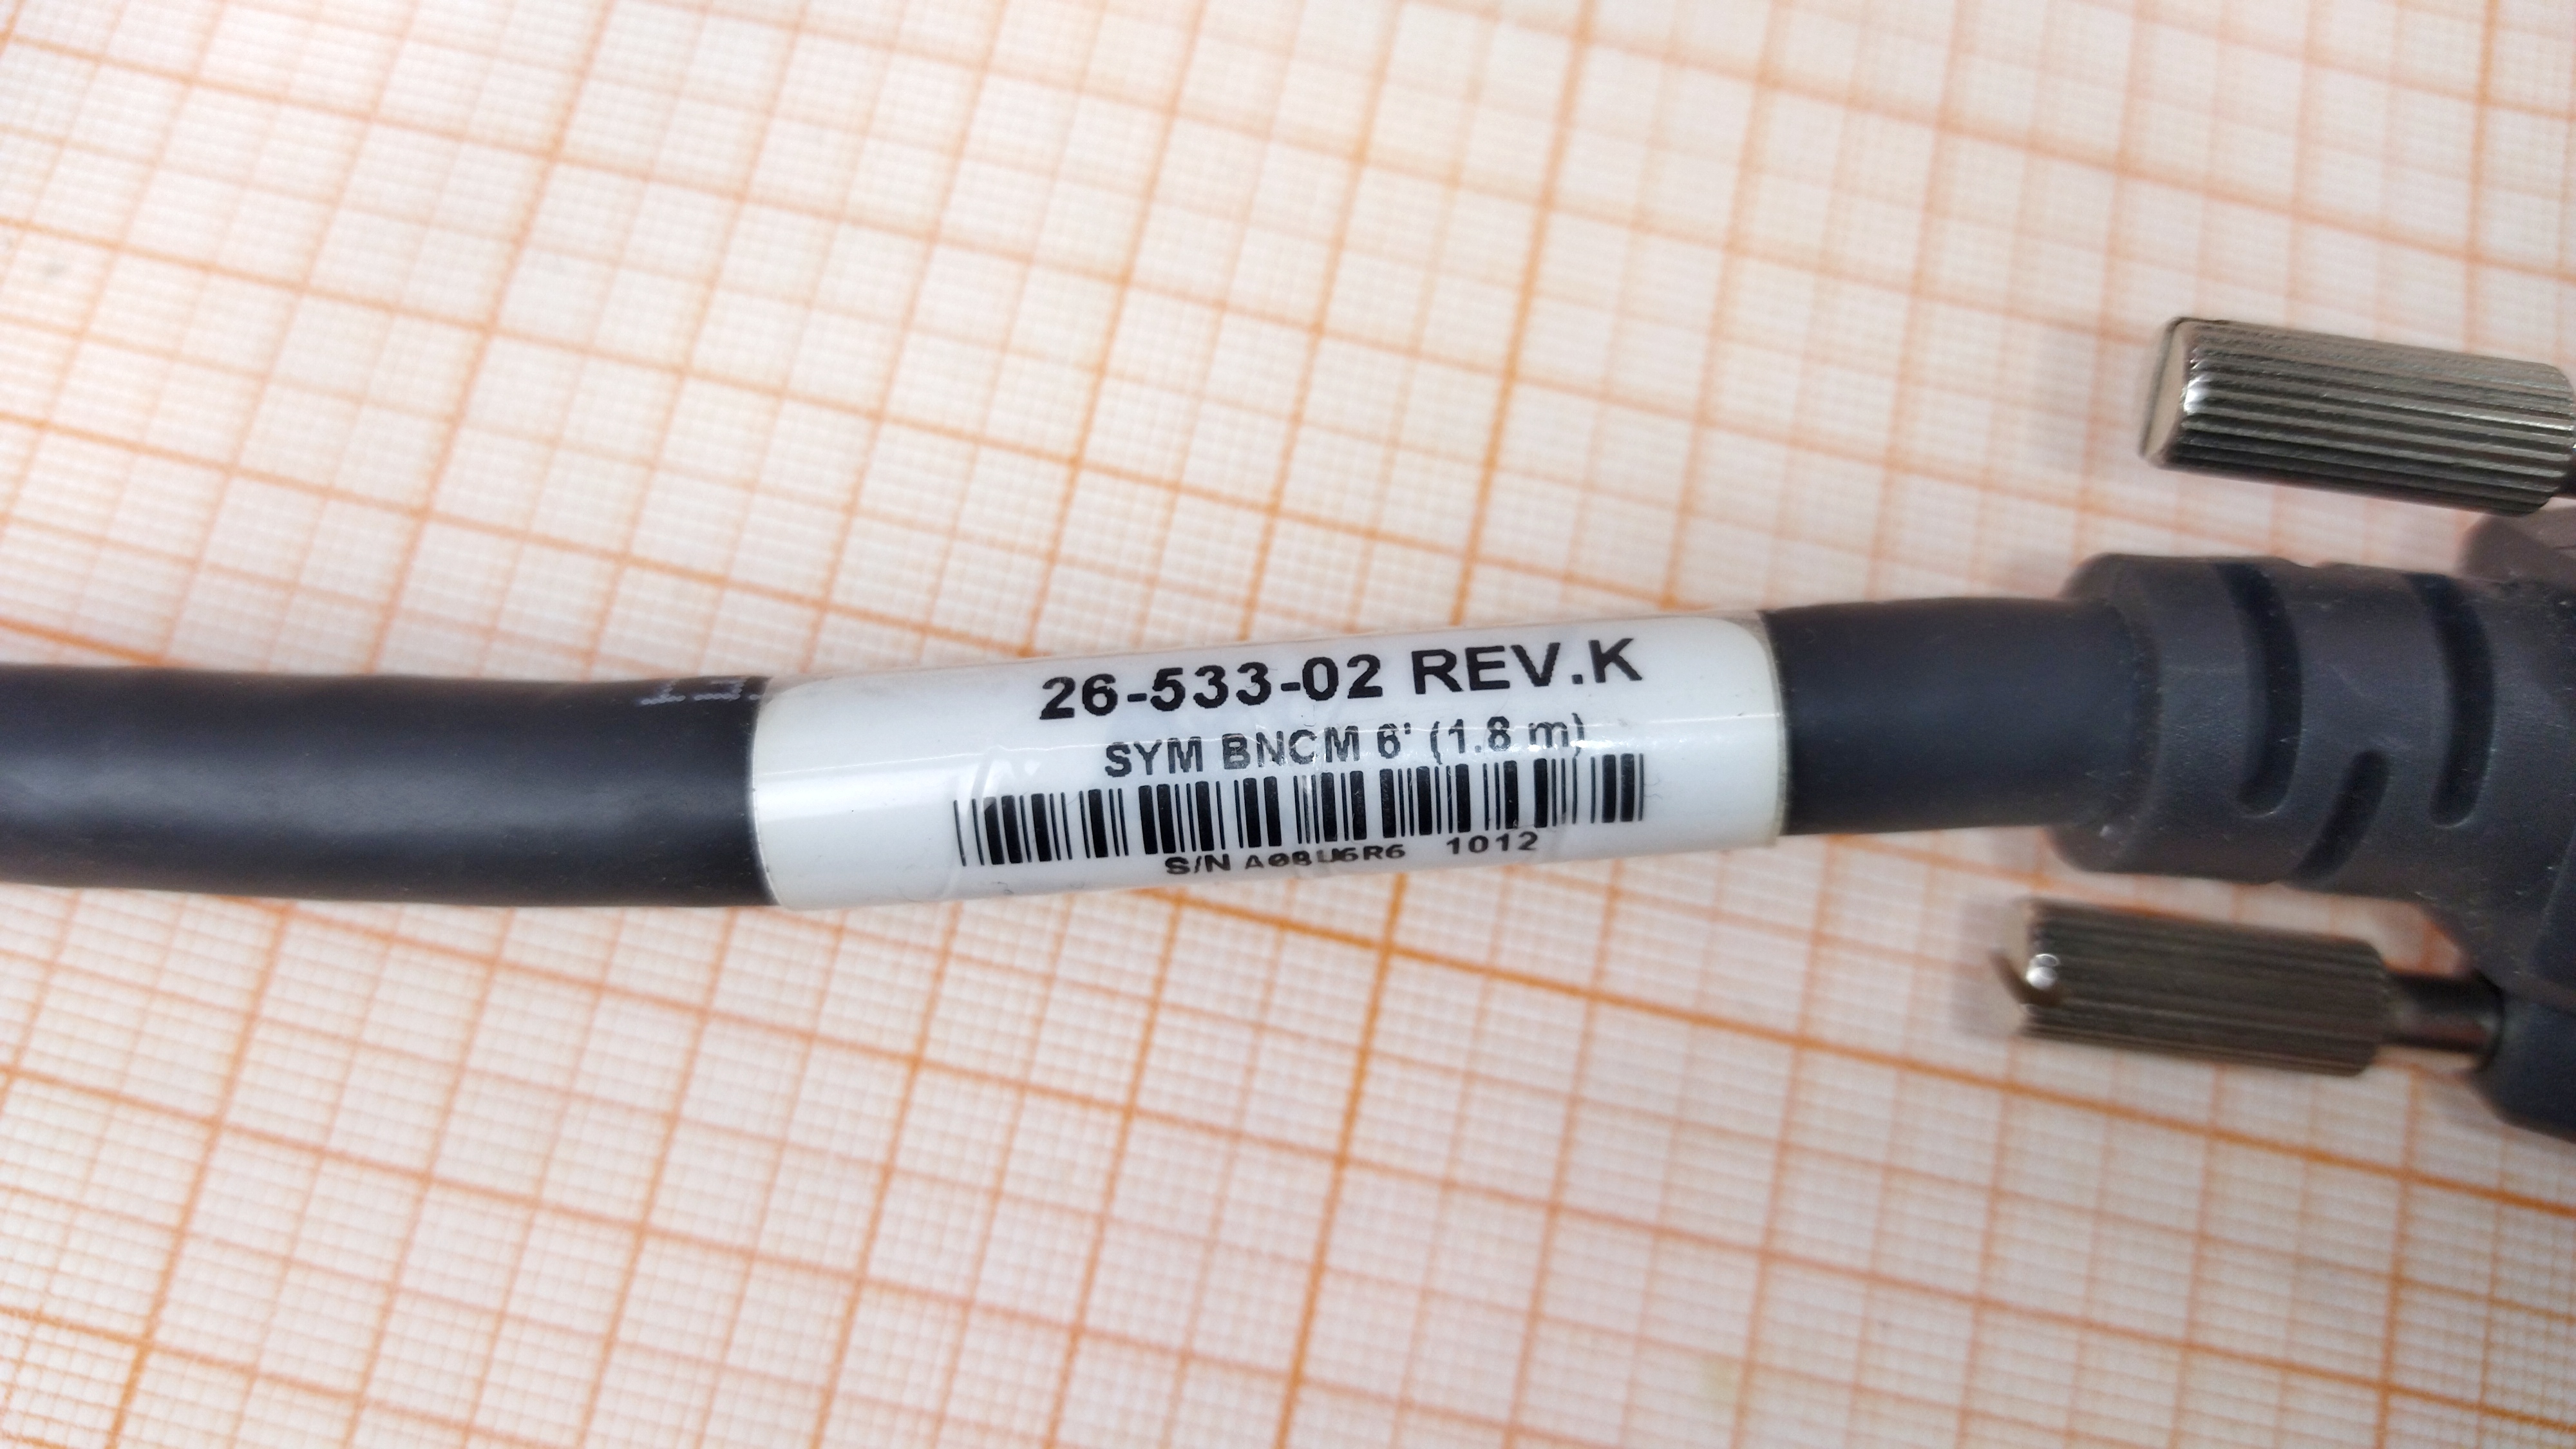 26-533-02 REV.K
SYM BNCM 6' (1.8 m)
S/N A08U6R6 1012